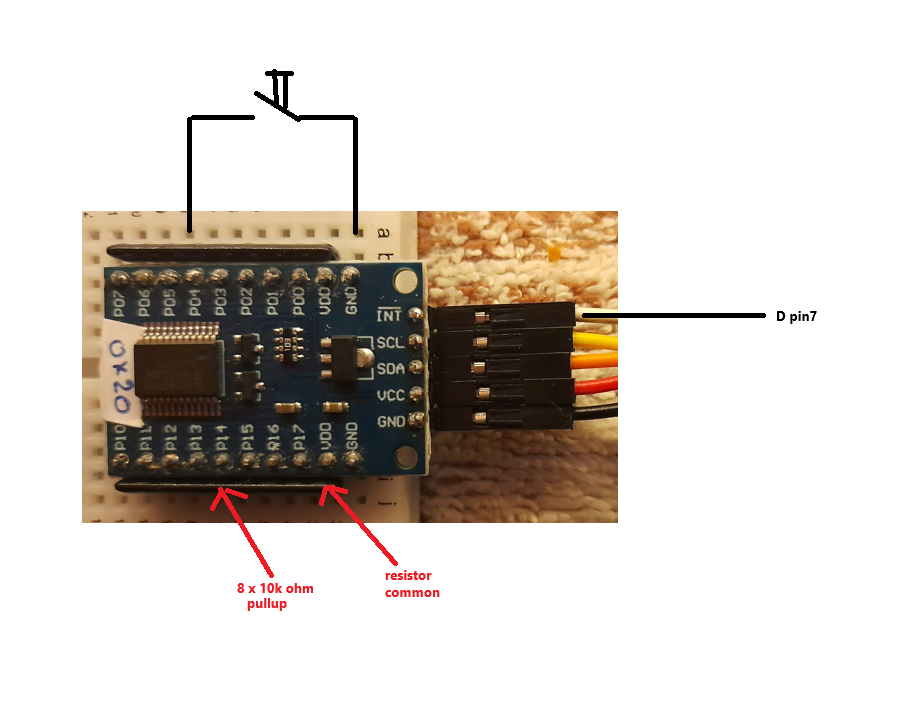 a
b
P07 P06 P05 P04 P03 P02 P01 P00 VDD GND
INT
SCL
SDA
VCC
GND
0x20
P10 P11 P12 P13 P14 P15 P16 P17 VDD GND
D pin7
8 x 10k ohm
pullup
resistor
common